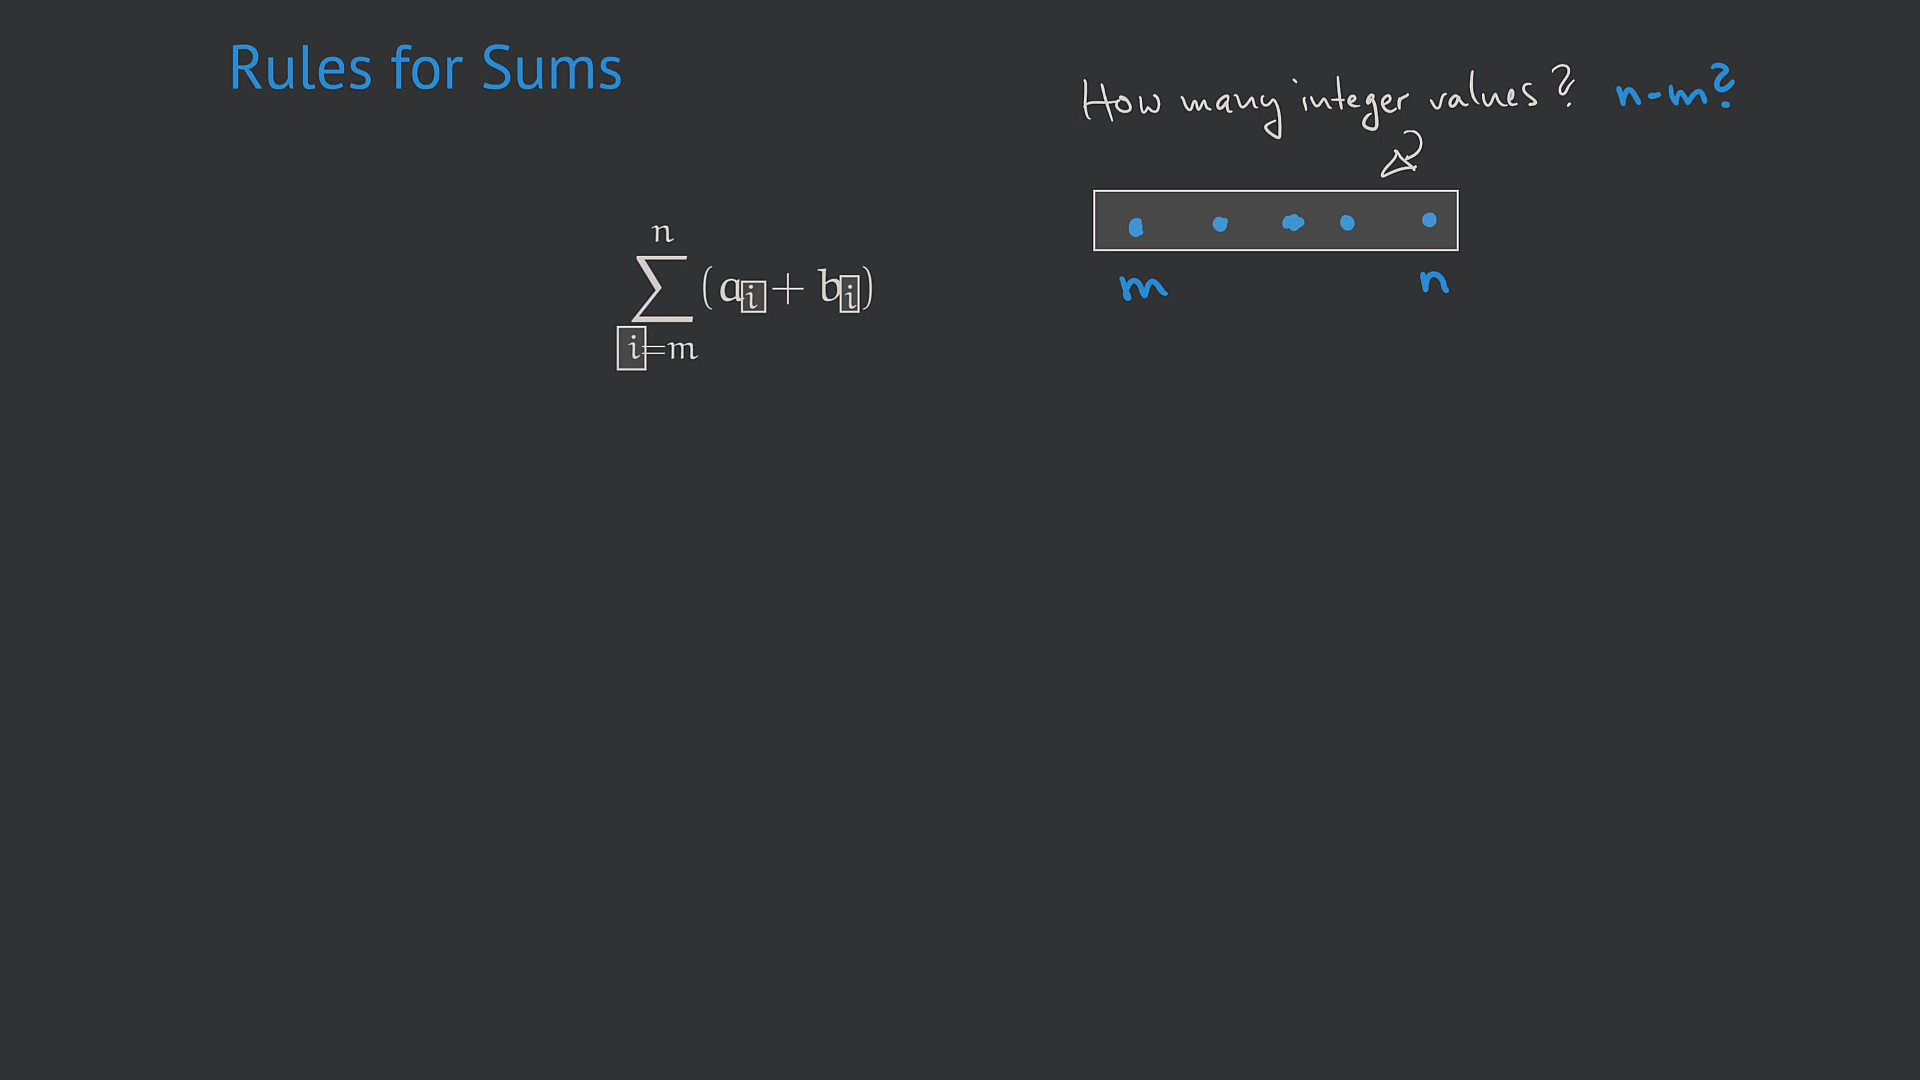 Rules for Sums
How many integer values? n-m?
m n
n
∑ (aᵢ + bᵢ)
i=m